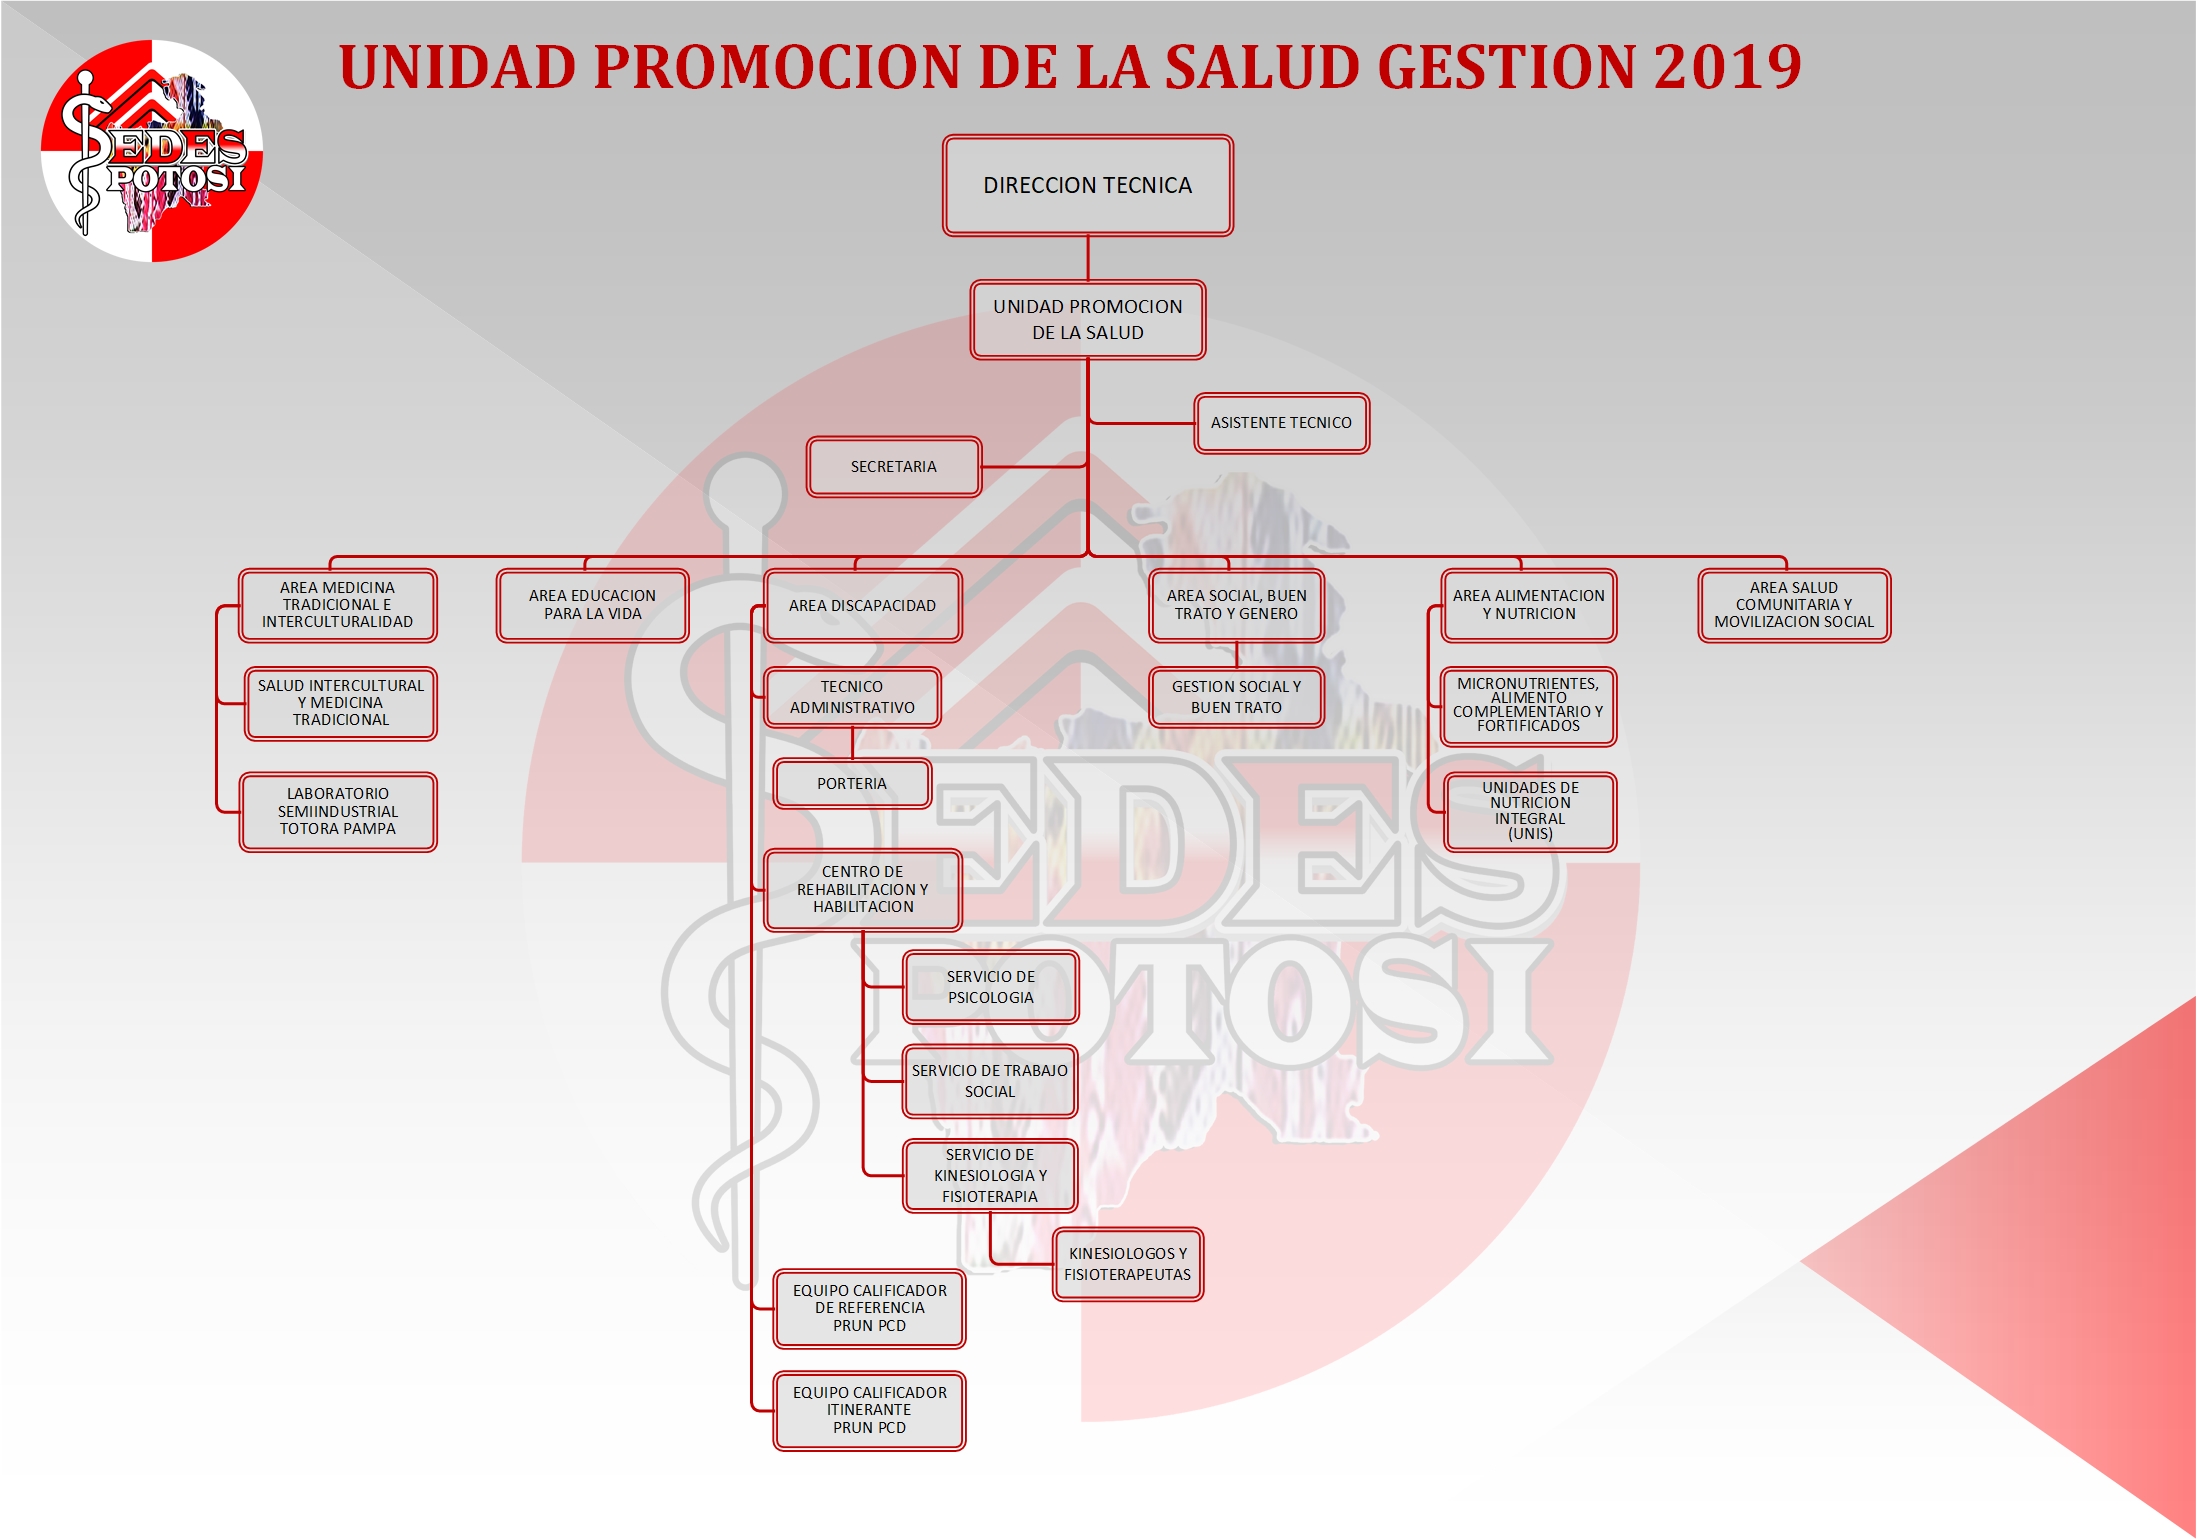 UNIDAD PROMOCION DE LA SALUD GESTION 2019
SEDES
POTOSI
DIRECCION TECNICA
UNIDAD PROMOCION
DE LA SALUD
ASISTENTE TECNICO
SECRETARIA
AREA MEDICINA
TRADICIONAL E
INTERCULTURALIDAD
AREA EDUCACION
PARA LA VIDA
AREA DISCAPACIDAD
AREA SOCIAL, BUEN
TRATO Y GENERO
AREA ALIMENTACION
Y NUTRICION
AREA SALUD
COMUNITARIA Y
MOVILIZACION SOCIAL
SALUD INTERCULTURAL
Y MEDICINA
TRADICIONAL
TECNICO
ADMINISTRATIVO
GESTION SOCIAL Y
BUEN TRATO
MICRONUTRIENTES,
ALIMENTO
COMPLEMENTARIO Y
FORTIFICADOS
LABORATORIO
SEMIINDUSTRIAL
TOTORA PAMPA
PORTERIA
UNIDADES DE
NUTRICION
INTEGRAL
(UNIS)
CENTRO DE
REHABILITACION Y
HABILITACION
SERVICIO DE
PSICOLOGIA
SERVICIO DE TRABAJO
SOCIAL
SERVICIO DE
KINESIOLOGIA Y
FISIOTERAPIA
KINESIOLOGOS Y
FISIOTERAPEUTAS
EQUIPO CALIFICADOR
DE REFERENCIA
PRUN PCD
EQUIPO CALIFICADOR
ITINERANTE
PRUN PCD
SEDES
POTOSI